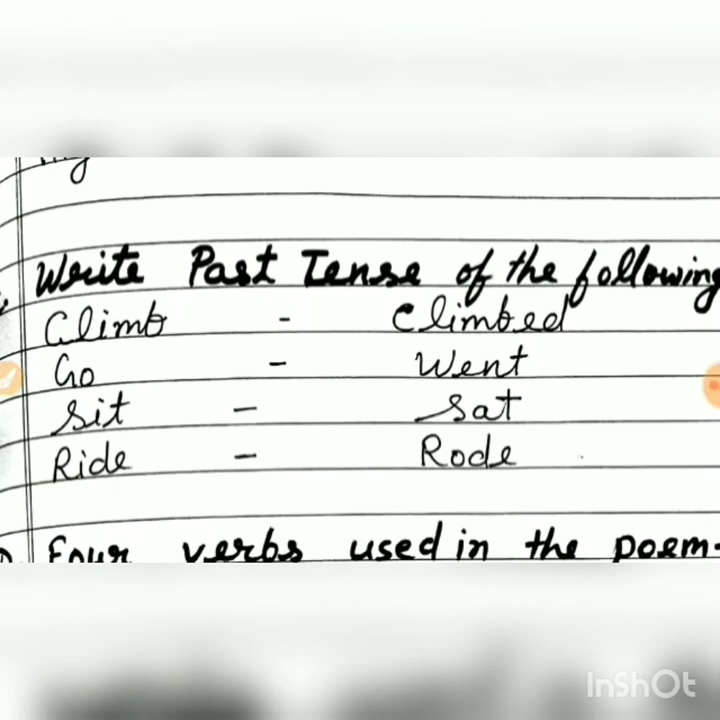 Write Past Tense of the following
Climb - Climbed
Go - Went
Sit - Sat
Ride - Rode
Four verbs used in the poem.
InShOt